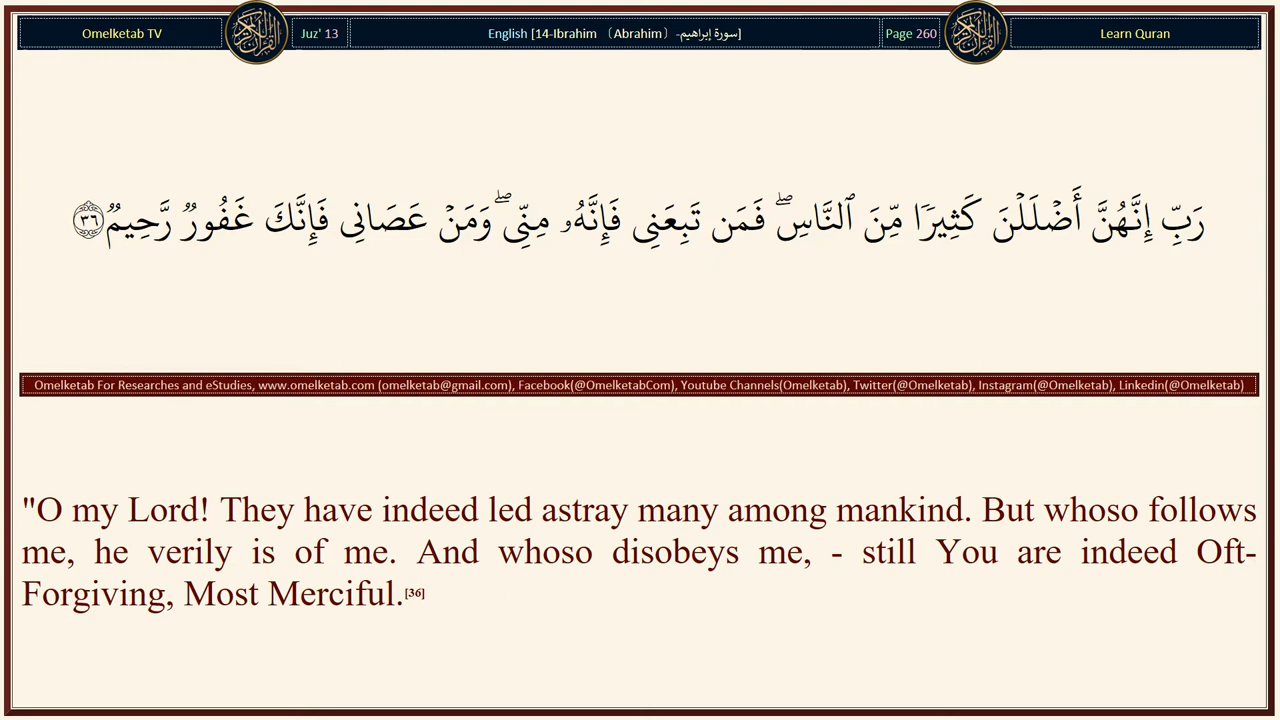 Omelketab TV
Juz' 13
English [14-Ibrahim （Abrahim）-سورة إبراهيم]
Page 260
Learn Quran
رَبِّ إِنَّهُنَّ أَضۡلَلۡنَ كَثِيرٗا مِّنَ ٱلنَّاسِۖ فَمَن تَبِعَنِي فَإِنَّهُۥ مِنِّيۖ وَمَنۡ عَصَانِي فَإِنَّكَ غَفُورٞ رَّحِيمٞ ٣٦
Omelketab For Researches and eStudies, www.omelketab.com (omelketab@gmail.com), Facebook(@OmelketabCom), Youtube Channels(Omelketab), Twitter(@Omelketab), Instagram(@Omelketab), Linkedin(@Omelketab)
"O my Lord! They have indeed led astray many among mankind. But whoso follows
me, he verily is of me. And whoso disobeys me, - still You are indeed Oft-
Forgiving, Most Merciful.[36]